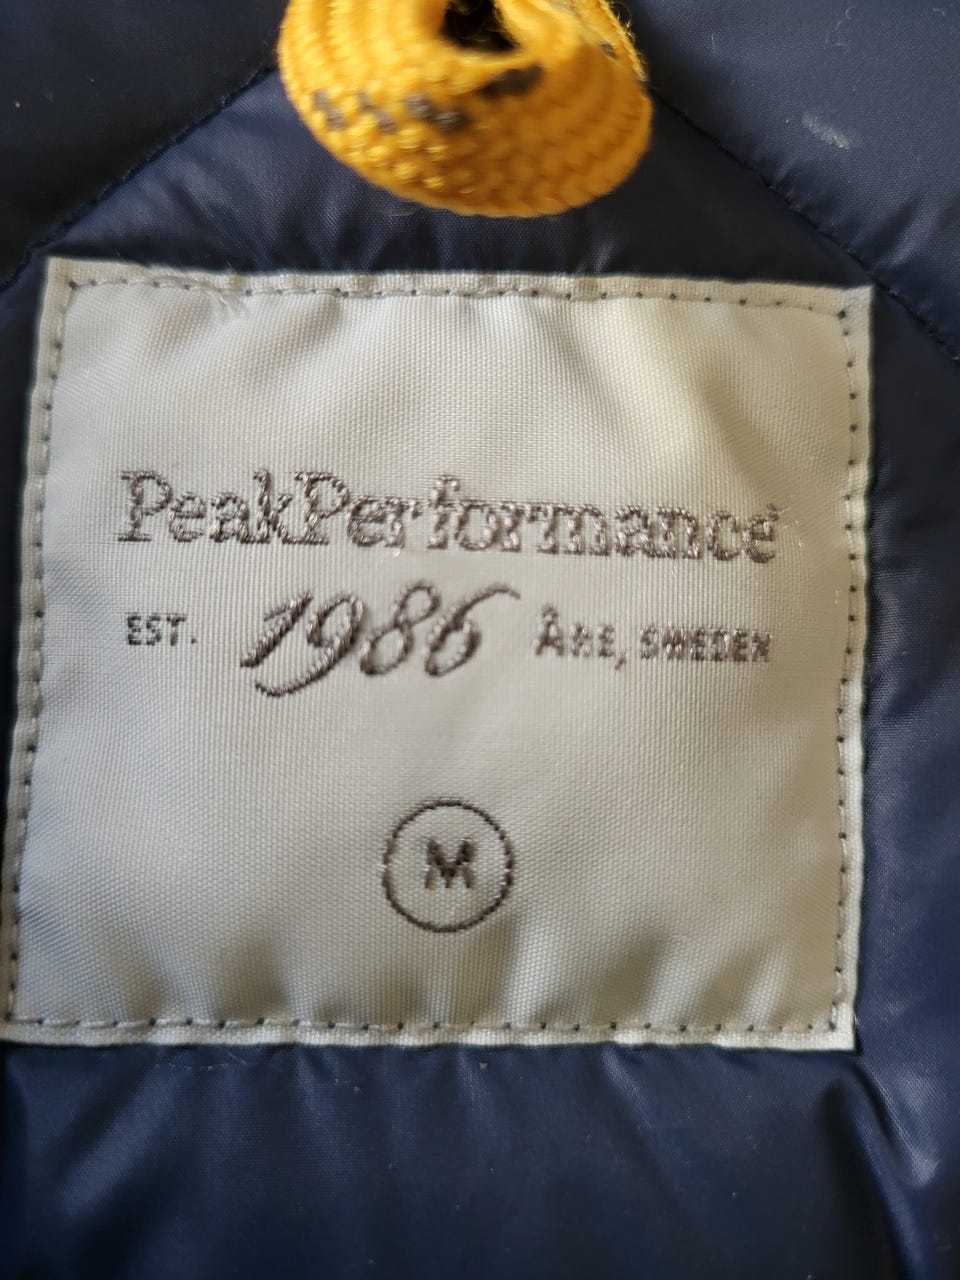 PeakPerformance
EST. 1986 ÅRE, SWEDEN
M